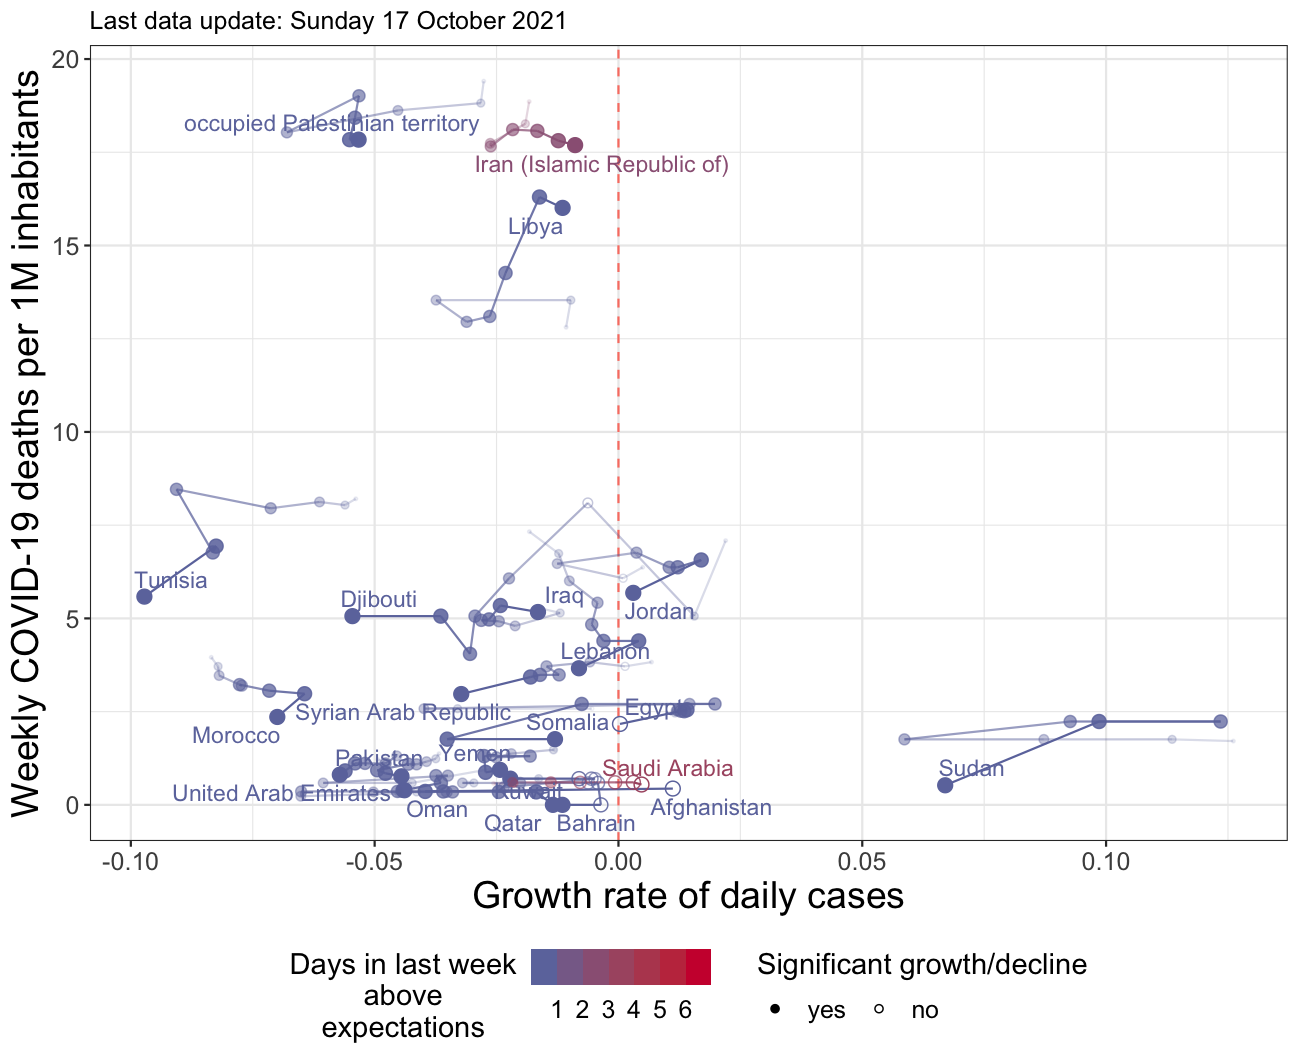 Last data update: Sunday 17 October 2021
Weekly COVID-19 deaths per 1M inhabitants
20
15
10
5
0
occupied Palestinian territory
Iran (Islamic Republic of)
Libya
Tunisia
Djibouti
Iraq
Jordan
Lebanon
Morocco
Syrian Arab Republic
Somalia
Egypt
Pakistan
Yemen
Saudi Arabia
Sudan
United Arab Emirates
Kuwait
Oman
Afghanistan
Qatar
Bahrain
-0.10
-0.05
0.00
0.05
0.10
Growth rate of daily cases
Days in last week
above
expectations
1 2 3 4 5 6
Significant growth/decline
yes
no